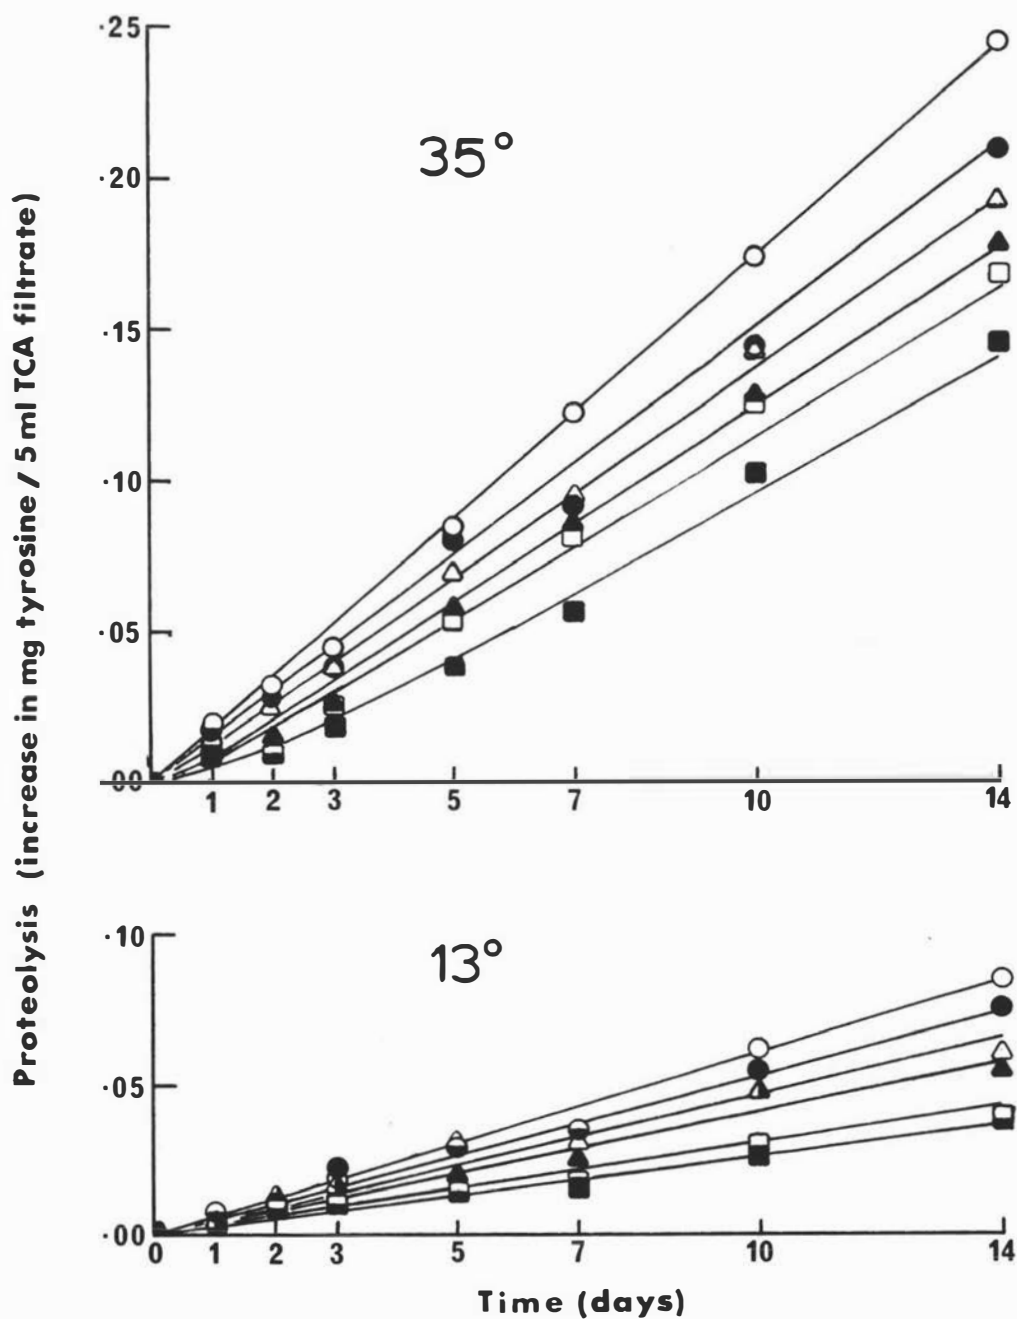 Proteolysis (increase in mg tyrosine / 5 ml TCA filtrate)
.25
.20
.15
.10
.05
.00
35°
1 2 3 5 7 10 14
.10
.05
.00
13°
0 1 2 3 5 7 10 14
Time (days)